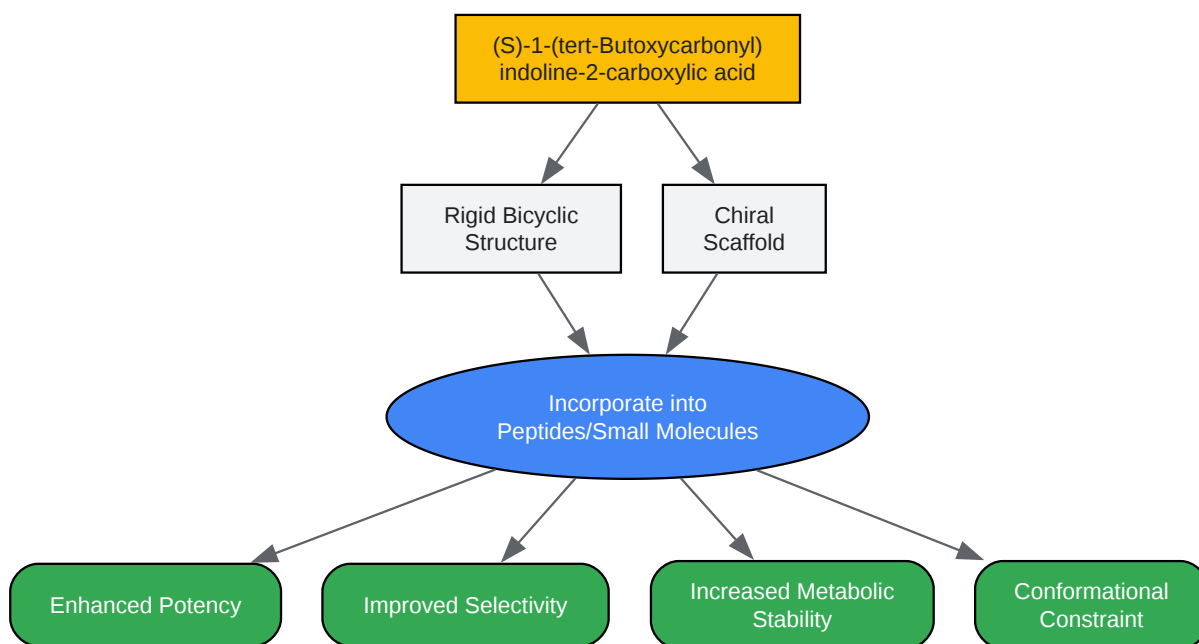 (S)-1-(tert-Butoxycarbonyl)
indoline-2-carboxylic acid
Rigid Bicyclic
Structure
Chiral
Scaffold
Incorporate into
Peptides/Small Molecules
Enhanced Potency
Improved Selectivity
Increased Metabolic
Stability
Conformational
Constraint